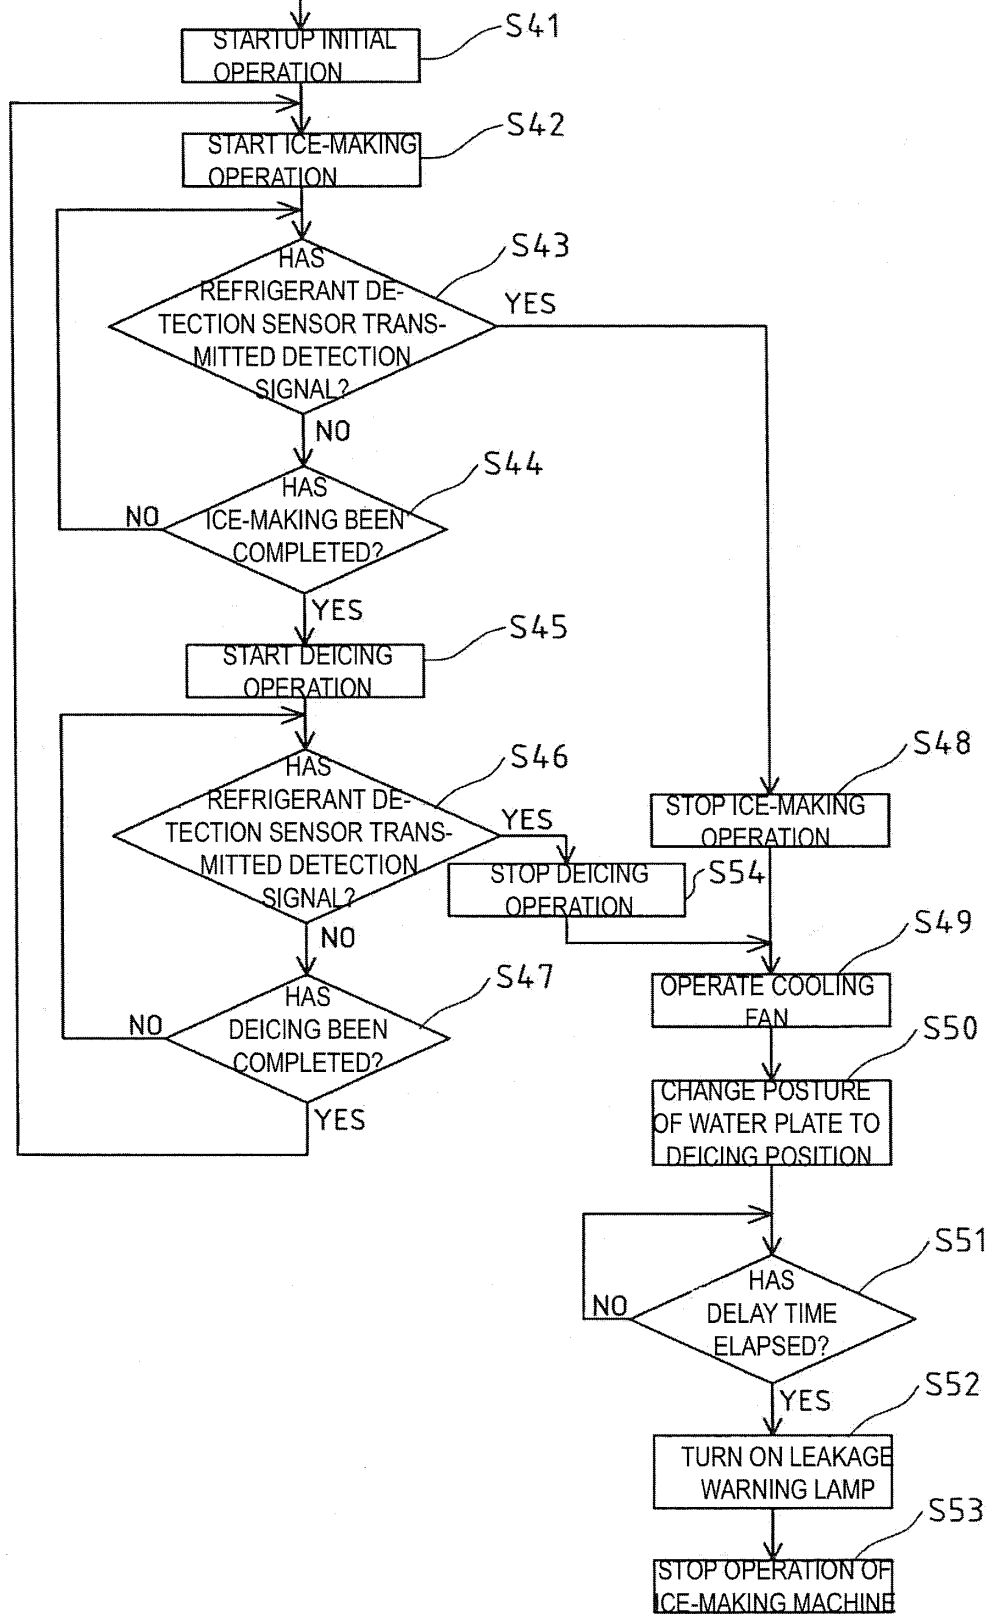 S41
STARTUP INITIAL
OPERATION
S42
START ICE-MAKING
OPERATION
S43
HAS
REFRIGERANT DE-
TECTION SENSOR TRANS-
MITTED DETECTION
SIGNAL?
YES
NO
S44
HAS
ICE-MAKING BEEN
COMPLETED?
NO
YES
S45
START DEICING
OPERATION
S46
HAS
REFRIGERANT DE-
TECTION SENSOR TRANS-
MITTED DETECTION
SIGNAL?
YES
NO
S54
STOP DEICING
OPERATION
S47
HAS
DEICING BEEN
COMPLETED?
NO
YES
S48
STOP ICE-MAKING
OPERATION
S49
OPERATE COOLING
FAN
S50
CHANGE POSTURE
OF WATER PLATE TO
DEICING POSITION
S51
HAS
DELAY TIME
ELAPSED?
NO
YES
S52
TURN ON LEAKAGE
WARNING LAMP
S53
STOP OPERATION OF
ICE-MAKING MACHINE